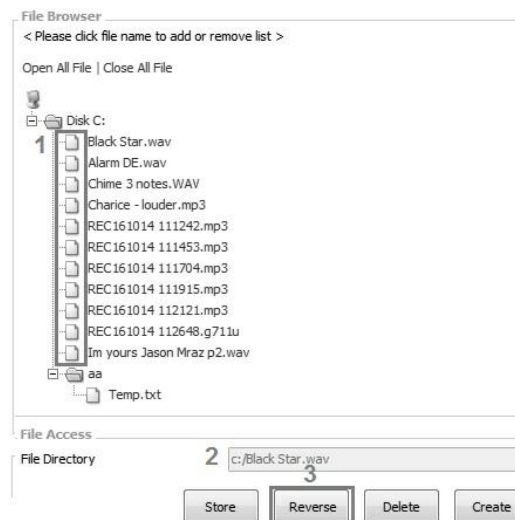 File Browser
< Please click file name to add or remove list >
Open All File | Close All File
Disk C:
1
Black Star.wav
Alarm DE.wav
Chime 3 notes.WAV
Charice - louder.mp3
REC161014 111242.mp3
REC161014 111453.mp3
REC161014 111704.mp3
REC161014 111915.mp3
REC161014 112121.mp3
REC161014 112648.g711u
Im yours Jason Mraz p2.wav
aa
Temp.txt
File Access
File Directory 2 c:/Black Star.wav
3
Store Reverse Delete Create